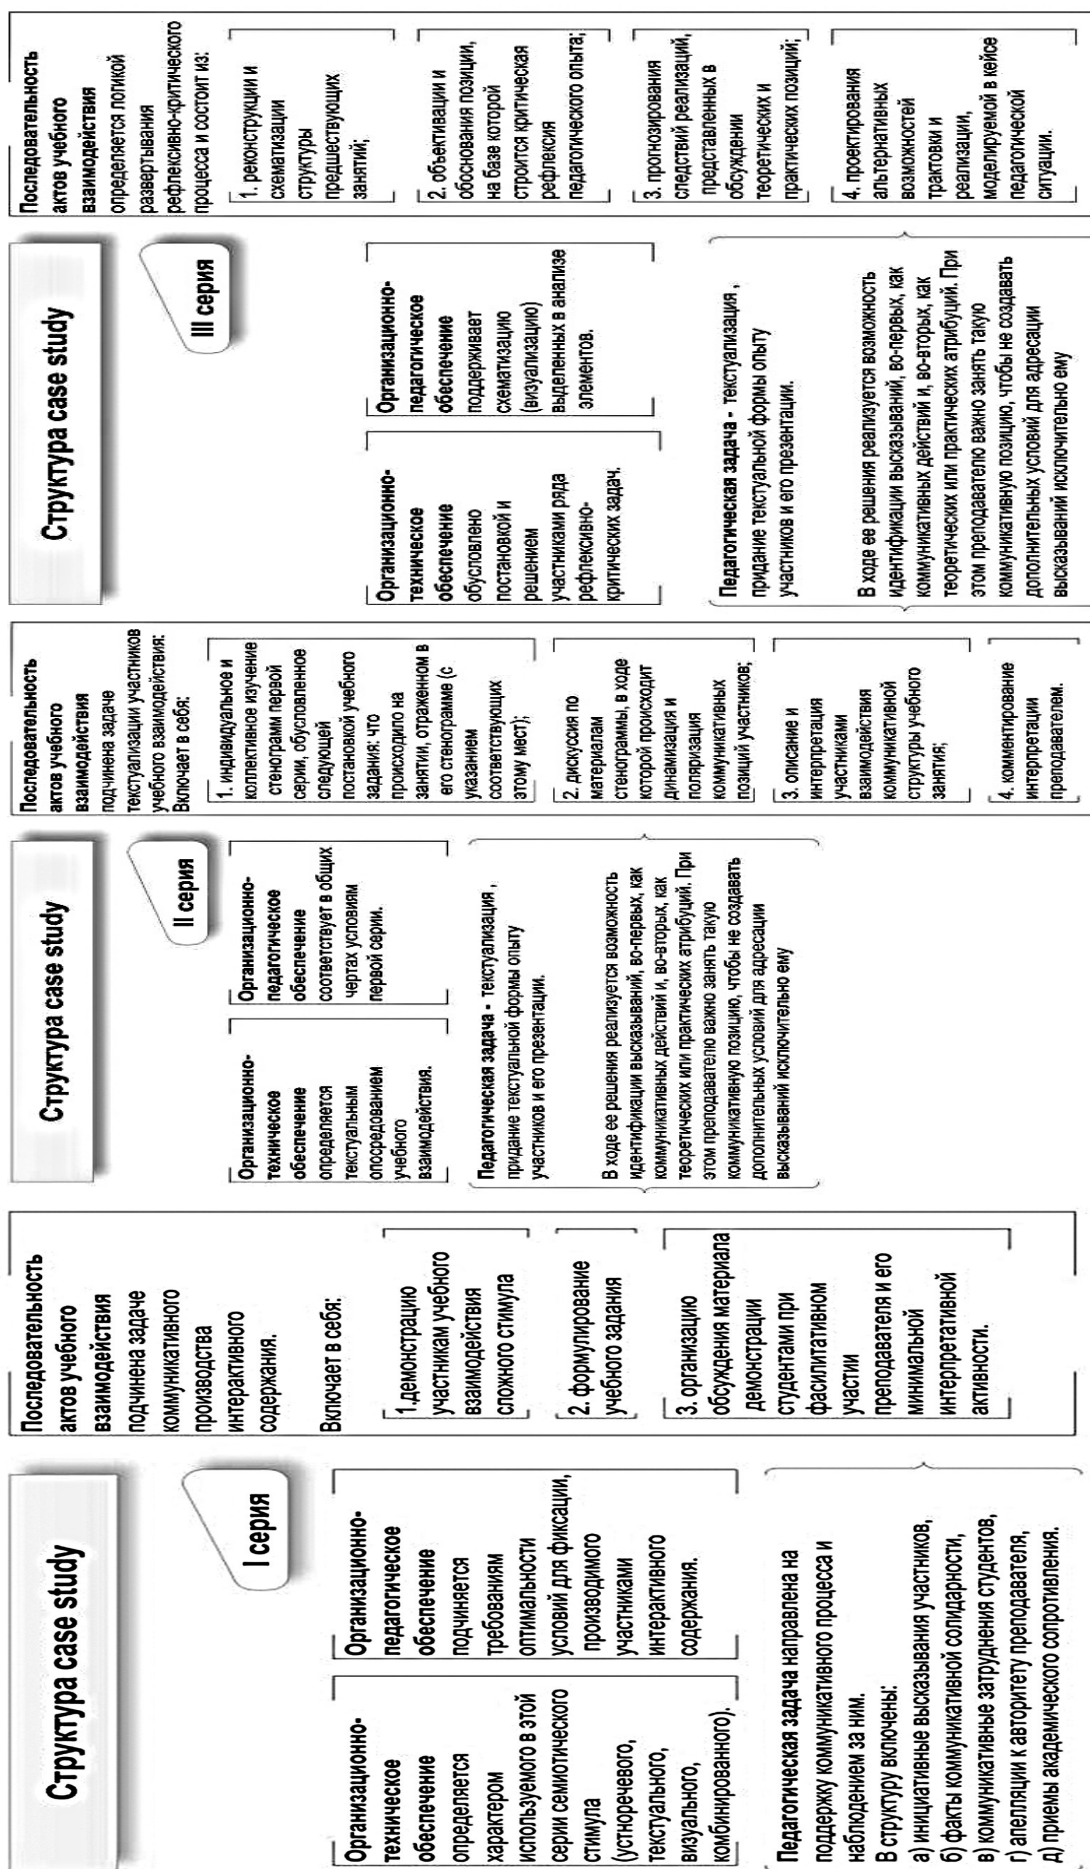 Структура case study
I серия
Организационно-
техническое
обеспечение
определяется
характером
используемого в этой
серии семиотического
стимула
(устноречевого,
текстуального,
визуального,
комбинированного).
Организационно-
педагогическое
обеспечение
подчиняется
требованиям
оптимальности
условий для фиксации,
производимого
участниками
интерактивного
содержания.
Педагогическая задача направлена на
поддержку коммуникативного процесса и
наблюдением за ним.
В структуру включены:
а) инициативные высказывания участников,
б) факты коммуникативной солидарности,
в) коммуникативные затруднения студентов,
г) апелляции к авторитету преподавателя,
д) приемы академического сопротивления.
Последовательность
актов учебного
взаимодействия
подчинена задаче
коммуникативного
производства
интерактивного
содержания.
Включает в себя:
1.демонстрацию
участникам учебного
взаимодействия
сложного стимула
2. формулирование
учебного задания
3. организацию
обсуждения материала
демонстрации
студентами при
фасилитативном
участии
преподавателя и его
минимальной
интерпретативной
активности.
Структура case study
II серия
Организационно-
техническое
обеспечение
определяется
текстуальным
опосредованием
учебного
взаимодействия.
Организационно-
педагогическое
обеспечение
соответствует в общих
чертах условиям
первой серии.
Педагогическая задача - текстуализация ,
придание текстуальной формы опыту
участников и его презентации.
В ходе ее решения реализуется возможность
идентификации высказываний, во-первых, как
коммуникативных действий и, во-вторых, как
теоретических или практических атрибуций. При
этом преподавателю важно занять такую
коммуникативную позицию, чтобы не создавать
дополнительных условий для адресации
высказываний исключительно ему
Последовательность
актов учебного
взаимодействия
подчинена задаче
текстуализации участников
учебного взаимодействия:
Включает в себя:
1. индивидуальное и
коллективное изучение
стенограмм первой
серии, обусловленное
следующей
постановкой учебного
задания: что
происходило на
занятии, отраженном в
его стенограмме (с
указанием
соответствующих
этому мест);
2. дискуссия по
материалам
стенограммы, в ходе
которой происходит
динамизация и
поляризация
коммуникативных
позиций участников;
3. описание и
интерпретация
участниками
взаимодействия
коммуникативной
структуры учебного
занятия;
4. комментирование
интерпретации
преподавателем.
Структура case study
III серия
Организационно-
техническое
обеспечение
обусловлено
постановкой и
решением
участниками ряда
рефлексивно-
критических задач.
Организационно-
педагогическое
обеспечение
поддерживает
схематизацию
(визуализацию)
выделенных в анализе
элементов.
Педагогическая задача - текстуализация ,
придание текстуальной формы опыту
участников и его презентации.
В ходе ее решения реализуется возможность
идентификации высказываний, во-первых, как
коммуникативных действий и, во-вторых, как
теоретических или практических атрибуций. При
этом преподавателю важно занять такую
коммуникативную позицию, чтобы не создавать
дополнительных условий для адресации
высказываний исключительно ему
Последовательность
актов учебного
взаимодействия
определяется логикой
развертывания
рефлексивно-критического
процесса и состоит из:
1. реконструкции и
схематизации
структуры
предшествующих
занятий;
2. объективации и
обоснования позиции,
на базе которой
строится критическая
рефлексия
педагогического опыта;
3. прогнозирования
следствий реализаций,
представленных в
обсуждении
теоретических и
практических позиций;
4. проектирования
альтернативных
возможностей
трактовки и
реализации,
моделируемой в кейсе
педагогической
ситуации.